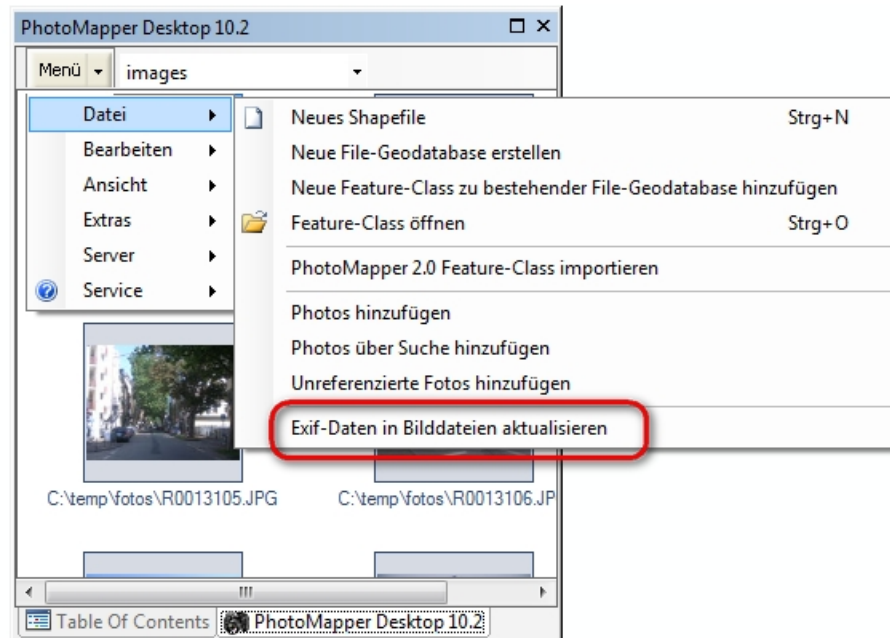 PhotoMapper Desktop 10.2
Menü
images
Datei
Bearbeiten
Ansicht
Extras
Server
Service
Neues Shapefile Strg+N
Neue File-Geodatabase erstellen
Neue Feature-Class zu bestehender File-Geodatabase hinzufügen
Feature-Class öffnen Strg+O
PhotoMapper 2.0 Feature-Class importieren
Photos hinzufügen
Photos über Suche hinzufügen
Unreferenzierte Fotos hinzufügen
Exif-Daten in Bilddateien aktualisieren
C:\temp\fotos\R0013105.JPG
C:\temp\fotos\R0013106.JP
Table Of Contents
PhotoMapper Desktop 10.2